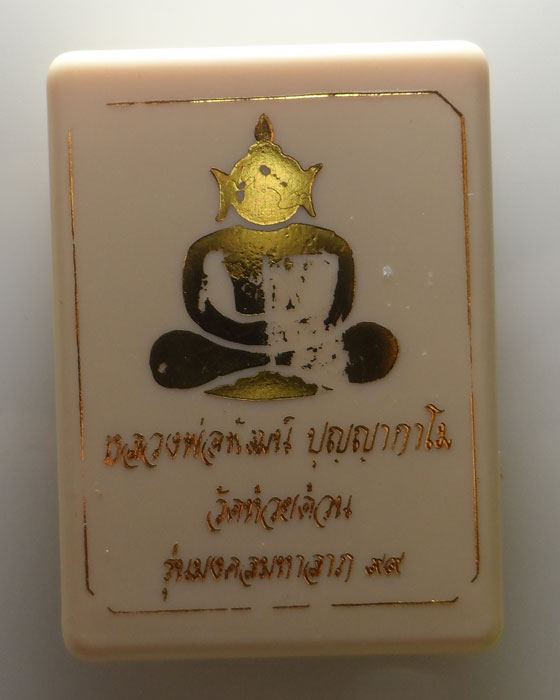 หลวงพ่อพัฒน์ ปุญญากาโม
วัดห้วยด้วน
รุ่นมงคลมหาลาภ ๙๙